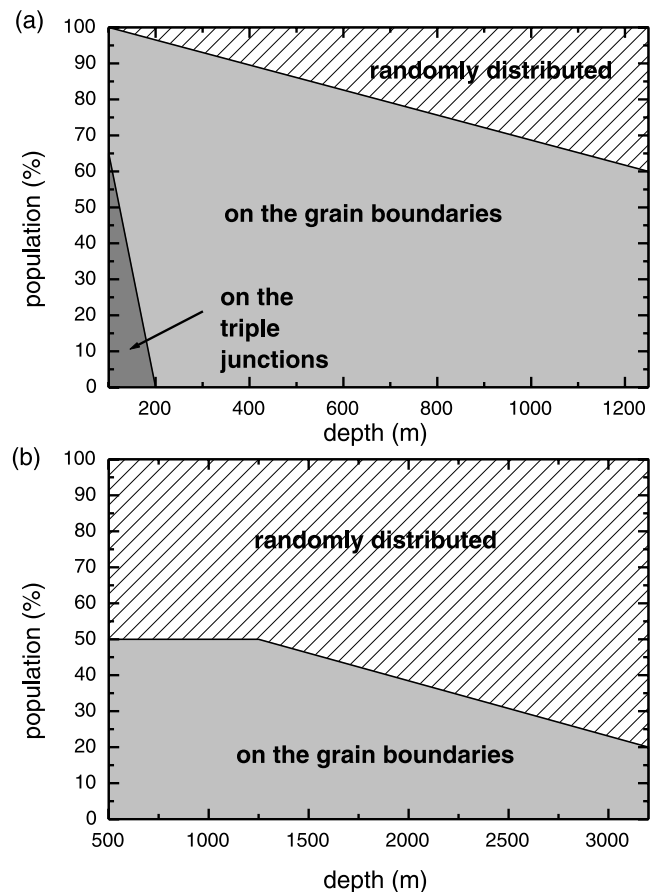 (a)
100
90
80
70
60
50
40
30
20
10
0
population (%)
randomly distributed
on the grain boundaries
on the
triple
junctions
200
400
600
800
1000
1200
depth (m)
(b)
100
90
80
70
60
50
40
30
20
10
0
population (%)
randomly distributed
on the grain boundaries
500
1000
1500
2000
2500
3000
depth (m)